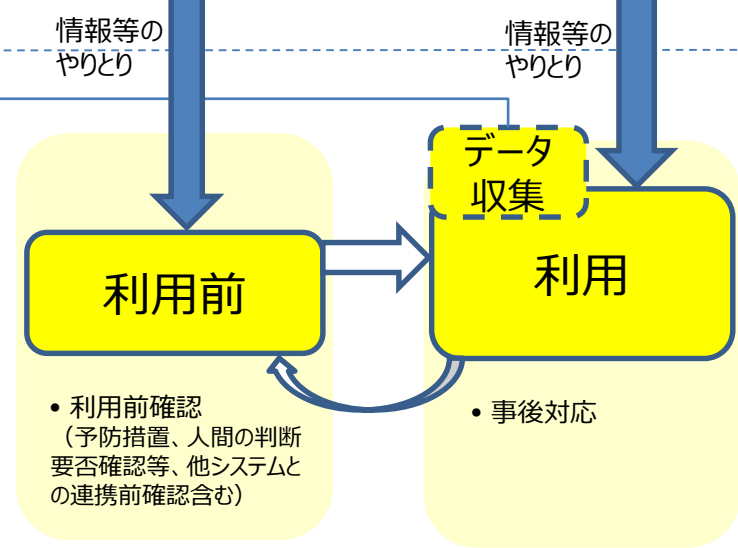 情報等の
やりとり
情報等の
やりとり
データ
収集
利用前
利用
• 利用前確認
（予防措置、人間の判断
要否確認等、他システムと
の連携前確認含む）
• 事後対応